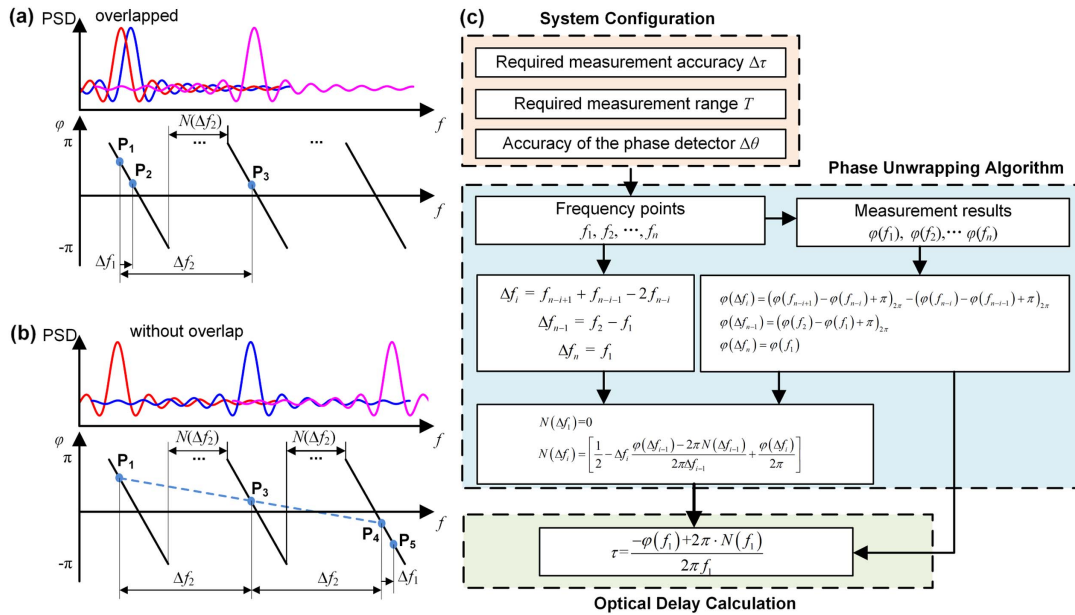 (a)
overlapped
PSD
f
φ
π
N(Δf₂)
...
...
P₁
P₂
P₃
f
-π
Δf₁
Δf₂
(b)
without overlap
PSD
f
φ
π
N(Δf₂)
N(Δf₂)
...
...
P₁
P₃
P₄
P₅
f
-π
Δf₂
Δf₂
Δf₁
(c)
System Configuration
Required measurement accuracy Δτ
Required measurement range T
Accuracy of the phase detector Δθ
Phase Unwrapping Algorithm
Frequency points
f₁, f₂, ···, fₙ
Measurement results
φ(f₁), φ(f₂),··· φ(fₙ)
Δfᵢ = fₙ₋ᵢ₊₁ + fₙ₋ᵢ₋₁ − 2fₙ₋ᵢ
Δfₙ₋₁ = f₂ − f₁
Δfₙ = f₁
φ(Δfᵢ)=(φ(fₙ₋ᵢ₊₁)−φ(fₙ₋ᵢ)+π)₂π−(φ(fₙ₋ᵢ)−φ(fₙ₋ᵢ₋₁)+π)₂π
φ(Δfₙ₋₁)=(φ(f₂)−φ(f₁)+π)₂π
φ(Δfₙ)=φ(f₁)
N(Δf₁)=0
N(Δfᵢ)=[1/2−Δfᵢ (φ(Δfᵢ₋₁)−2πN(Δfᵢ₋₁))/(2πΔfᵢ₋₁)+φ(Δfᵢ)/2π]
τ=(−φ(f₁)+2π·N(f₁))/(2πf₁)
Optical Delay Calculation